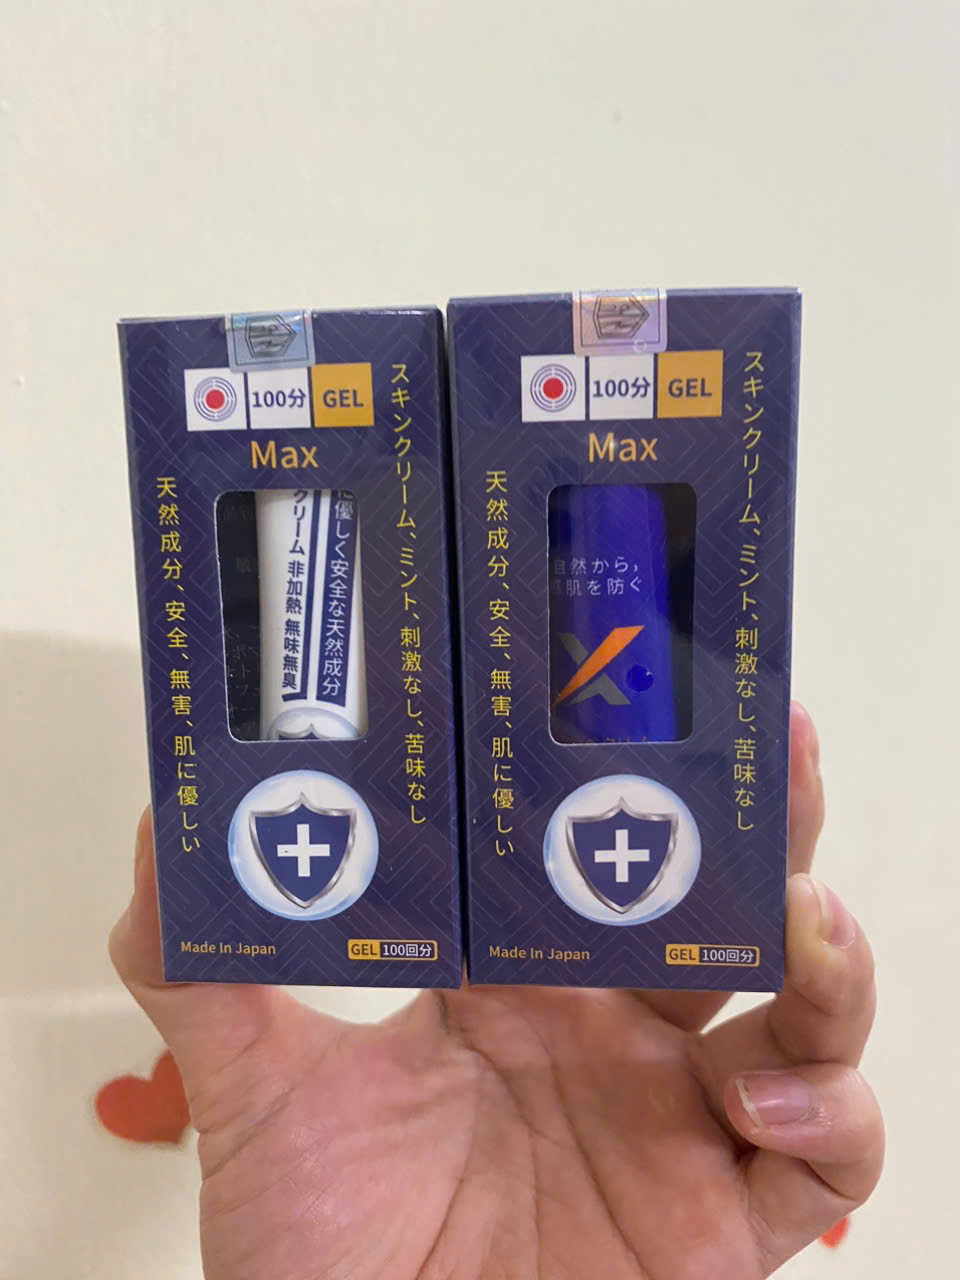 100分
GEL
Max
スキンクリーム、ミント、刺激なし、苦味なし
天然成分、安全、無害、肌に優しい
優しく安全な天然成分
クリーム 非加熱 無味無臭
Made In Japan
GEL 100回分
100分
GEL
Max
スキンクリーム、ミント、刺激なし、苦味なし
天然成分、安全、無害、肌に優しい
自然から,
肌を防ぐ
X
Made In Japan
GEL 100回分